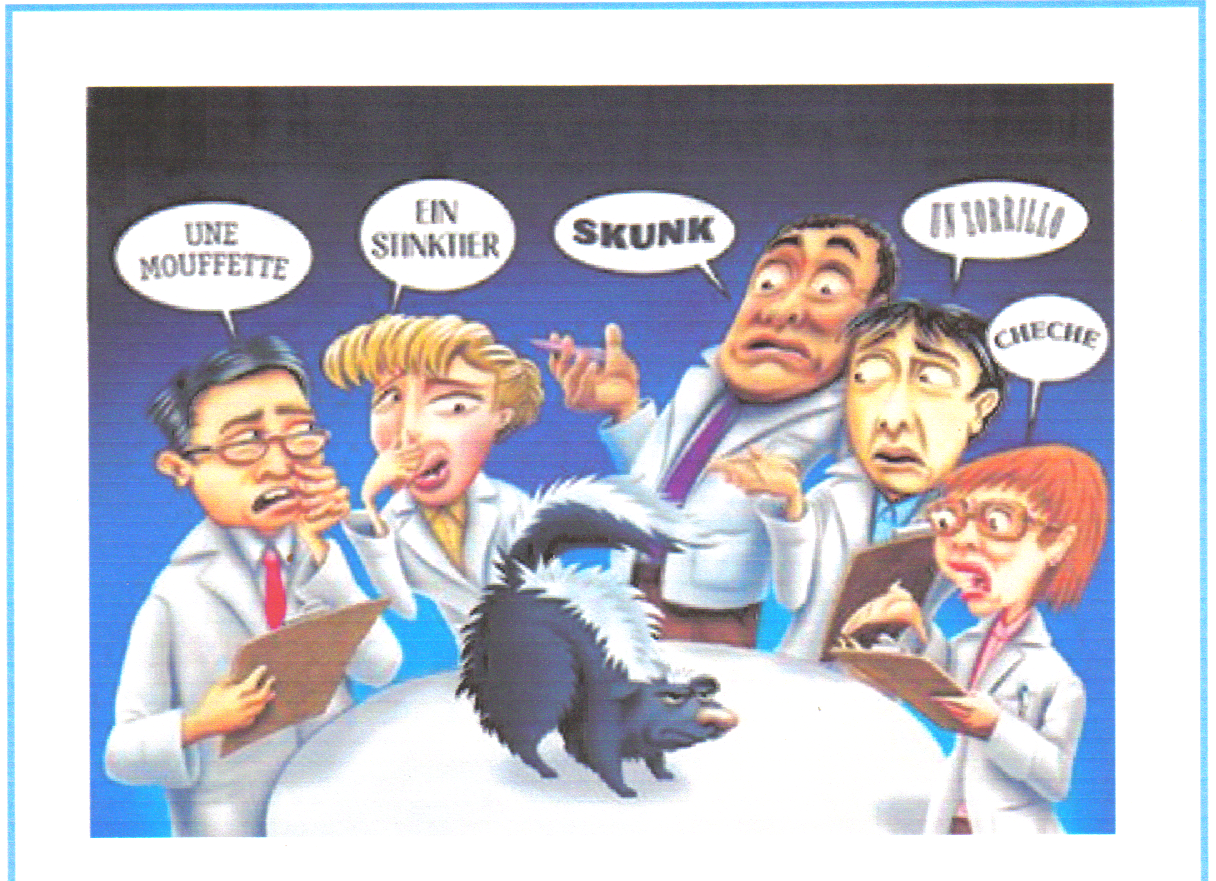 UNE
MOUFFETTE
EIN
STINKTIER
SKUNK
UN ZORRILLO
CHECHE